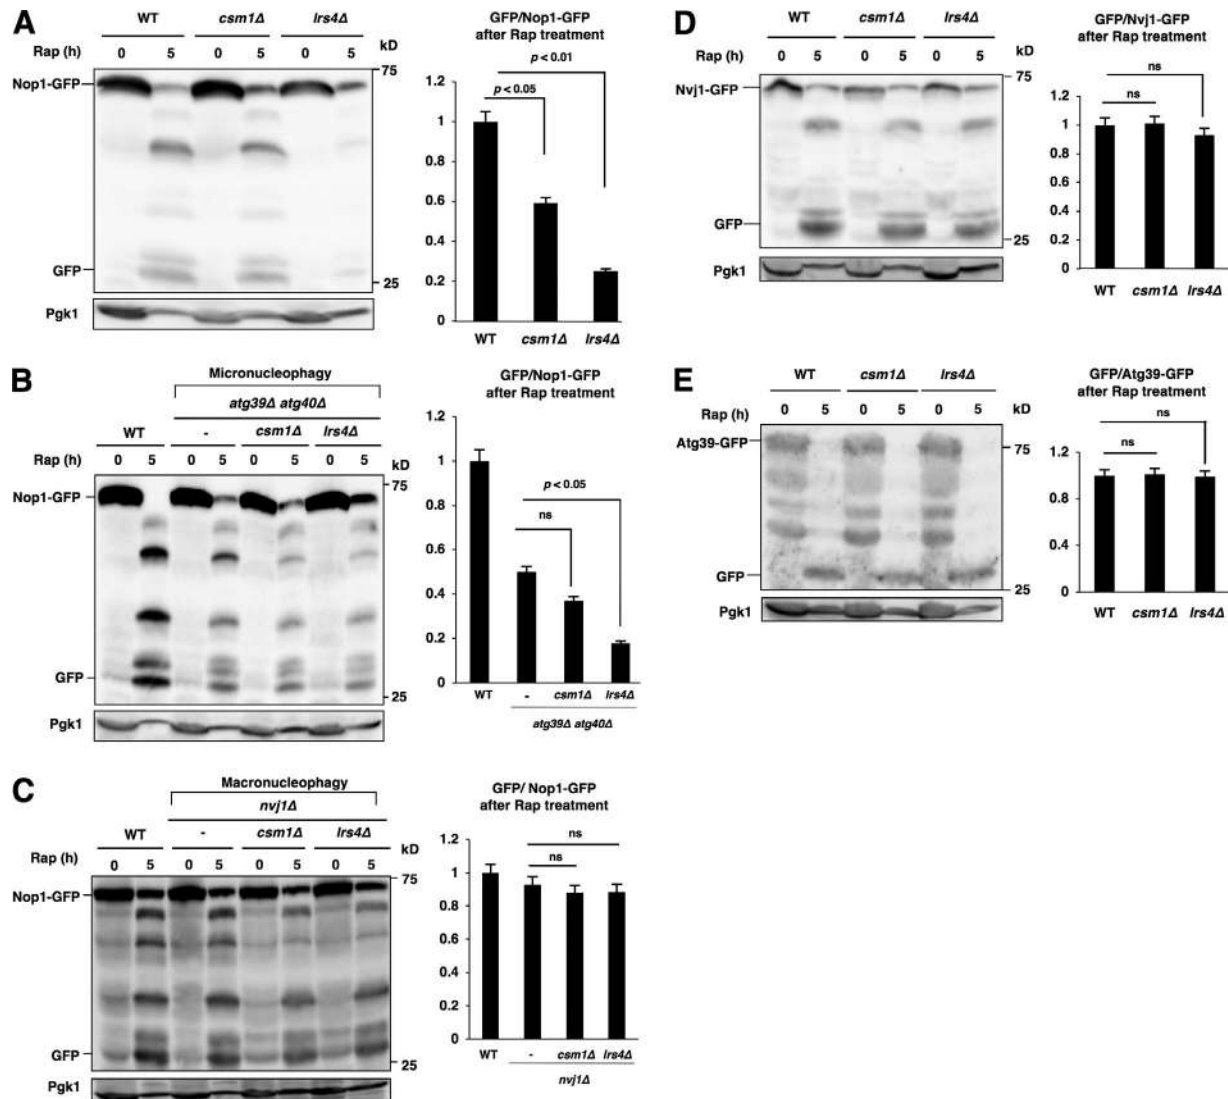 A
WT csm1Δ lrs4Δ
Rap (h) 0 5 0 5 0 5 kD
Nop1-GFP 75
GFP 25
Pgk1
GFP/Nop1-GFP
after Rap treatment
p < 0.01
p < 0.05
1.2
1
0.8
0.6
0.4
0.2
0
WT csm1Δ lrs4Δ
B
Micronucleophagy
atg39Δ atg40Δ
WT - csm1Δ lrs4Δ
Rap (h) 0 5 0 5 0 5 0 5 kD
Nop1-GFP 75
GFP 25
Pgk1
GFP/Nop1-GFP
after Rap treatment
p < 0.05
ns
1.2
1
0.8
0.6
0.4
0.2
0
WT - csm1Δ lrs4Δ
atg39Δ atg40Δ
C
Macronucleophagy
nvj1Δ
WT - csm1Δ lrs4Δ
Rap (h) 0 5 0 5 0 5 0 5 kD
Nop1-GFP 75
GFP 25
Pgk1
GFP/ Nop1-GFP
after Rap treatment
ns
ns
1.2
1
0.8
0.6
0.4
0.2
0
WT - csm1Δ lrs4Δ
nvj1Δ
D
WT csm1Δ lrs4Δ
Rap (h) 0 5 0 5 0 5 kD
Nvj1-GFP 75
GFP 25
Pgk1
GFP/Nvj1-GFP
after Rap treatment
ns
ns
1.2
1
0.8
0.6
0.4
0.2
0
WT csm1Δ lrs4Δ
E
WT csm1Δ lrs4Δ
Rap (h) 0 5 0 5 0 5 kD
Atg39-GFP 75
GFP 25
Pgk1
GFP/Atg39-GFP
after Rap treatment
ns
ns
1.2
1
0.8
0.6
0.4
0.2
0
WT csm1Δ lrs4Δ